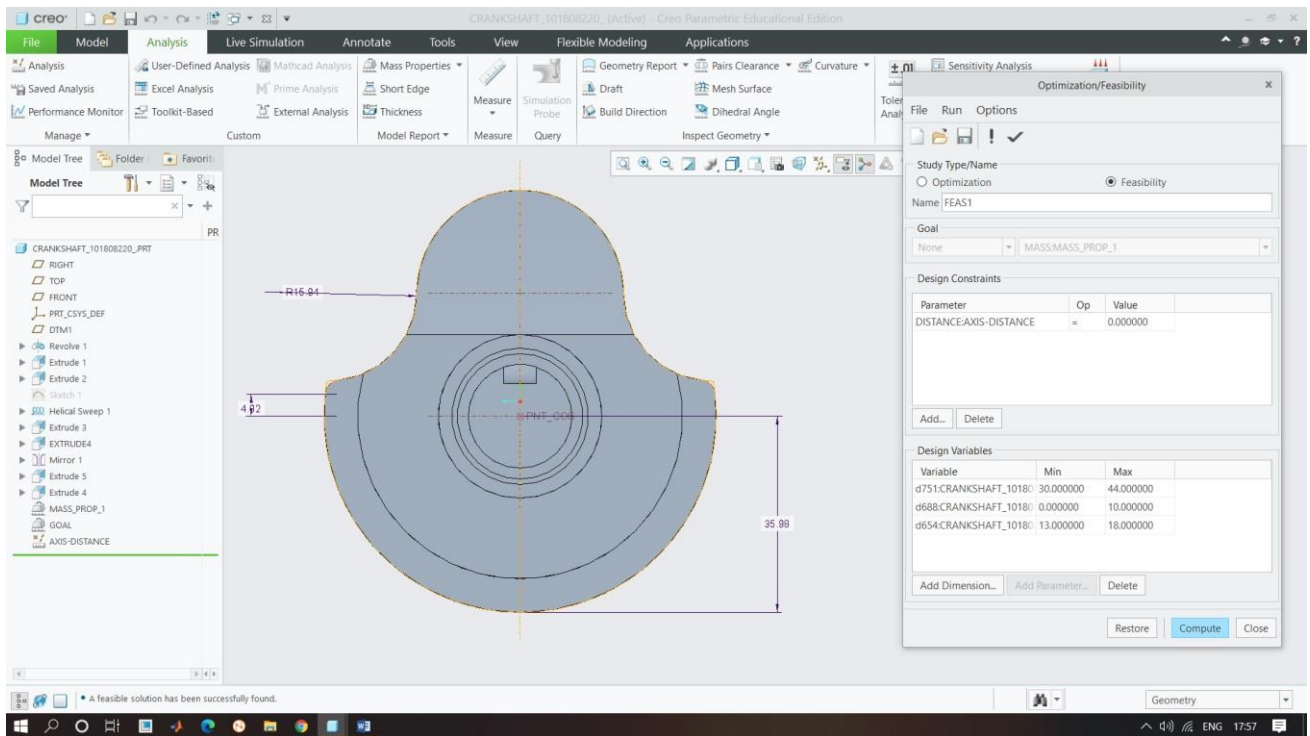 creo
CRANKSHAFT_101808220_ (Active) - Creo Parametric Educational Edition
File Model Analysis Live Simulation Annotate Tools View Flexible Modeling Applications
Analysis
Saved Analysis
Performance Monitor
Manage
User-Defined Analysis Mathcad Analysis
Excel Analysis Prime Analysis
Toolkit-Based External Analysis
Custom
Mass Properties
Short Edge
Thickness
Model Report
Measure
Measure
Simulation
Probe
Query
Geometry Report Pairs Clearance Curvature
Draft Mesh Surface
Build Direction Dihedral Angle
Inspect Geometry
Sensitivity Analysis
Model Tree Folder Favorit
Model Tree
PR
CRANKSHAFT_101808220_.PRT
RIGHT
TOP
FRONT
PRT_CSYS_DEF
DTM1
Revolve 1
Extrude 1
Extrude 2
Sketch 1
Helical Sweep 1
Extrude 3
EXTRUDE4
Mirror 1
Extrude 5
Extrude 4
MASS_PROP_1
GOAL
AXIS-DISTANCE
R15.94
4.92
PNT_COG
35.98
Optimization/Feasibility
File Run Options
Study Type/Name
Optimization Feasibility
Name FEAS1
Goal
None MASS:MASS_PROP_1
Design Constraints
Parameter Op Value
DISTANCE:AXIS-DISTANCE = 0.000000
Add... Delete
Design Variables
Variable Min Max
d751:CRANKSHAFT_10180 30.000000 44.000000
d688:CRANKSHAFT_10180 0.000000 10.000000
d654:CRANKSHAFT_10180 13.000000 18.000000
Add Dimension... Add Parameter... Delete
Restore Compute Close
A feasible solution has been successfully found.
Geometry
ENG 17:57